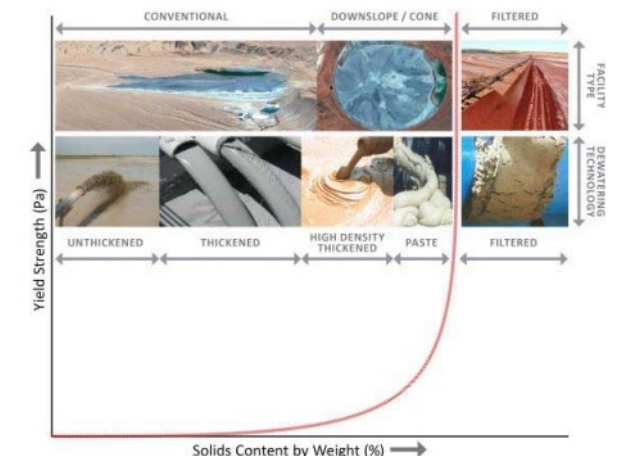 CONVENTIONAL
DOWNSLOPE / CONE
FILTERED
FACILITY
TYPE
DEWATERING
TECHNOLOGY
UNTHICKENED
THICKENED
HIGH DENSITY
THICKENED
PASTE
FILTERED
Yield Strength (Pa)
Solids Content by Weight (%)